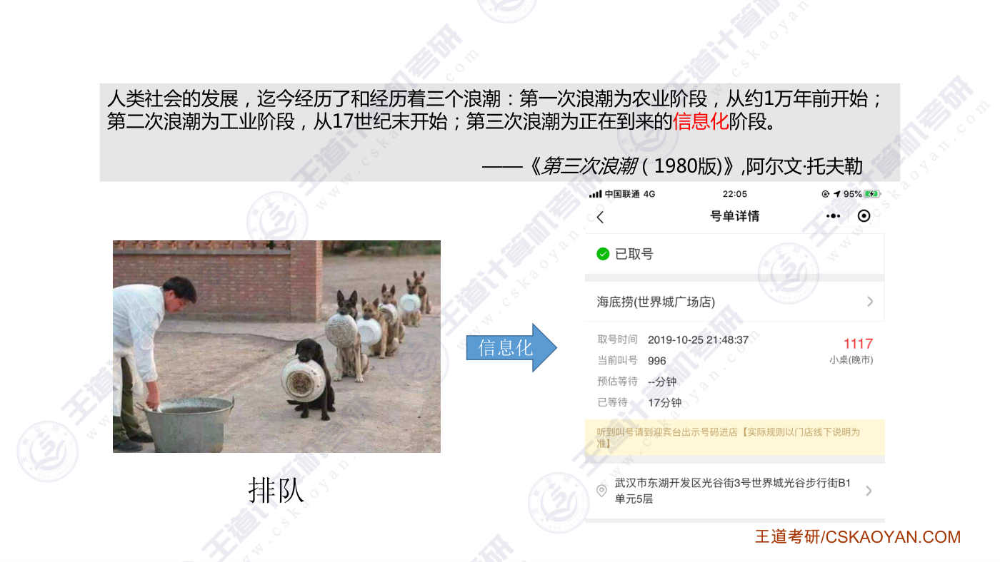 人类社会的发展，迄今经历了和经历着三个浪潮：第一次浪潮为农业阶段，从约1万年前开始；
第二次浪潮为工业阶段，从17世纪末开始；第三次浪潮为正在到来的信息化阶段。
——《第三次浪潮（1980版)》,阿尔文·托夫勒
中国联通 4G 22:05 95%
号单详情
已取号
海底捞(世界城广场店)
取号时间 2019-10-25 21:48:37 1117
当前叫号 996 小桌(晚市)
预估等待 --分钟
已等待 17分钟
听到叫号请到迎宾台出示号码进店【实际规则以门店线下说明为
准】
武汉市东湖开发区光谷街3号世界城光谷步行街B1
单元5层
信息化
排队
王道考研/CSKAOYAN.COM
王道计算机考研
www.cskaoyan.com